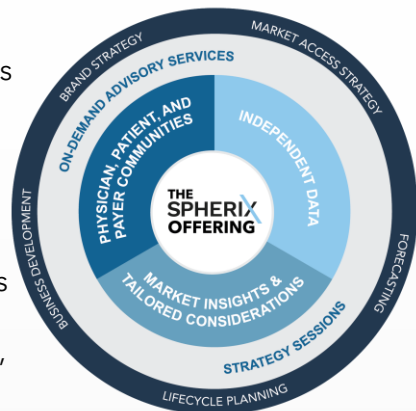 BRAND STRATEGY
MARKET ACCESS STRATEGY
FORECASTING
LIFECYCLE PLANNING
BUSINESS DEVELOPMENT
ON-DEMAND ADVISORY SERVICES
STRATEGY SESSIONS
PHYSICIAN, PATIENT, AND
PAYER COMMUNITIES
INDEPENDENT DATA
MARKET INSIGHTS &
TAILORED CONSIDERATIONS
THE
SPHERIX
OFFERING
s
s
,